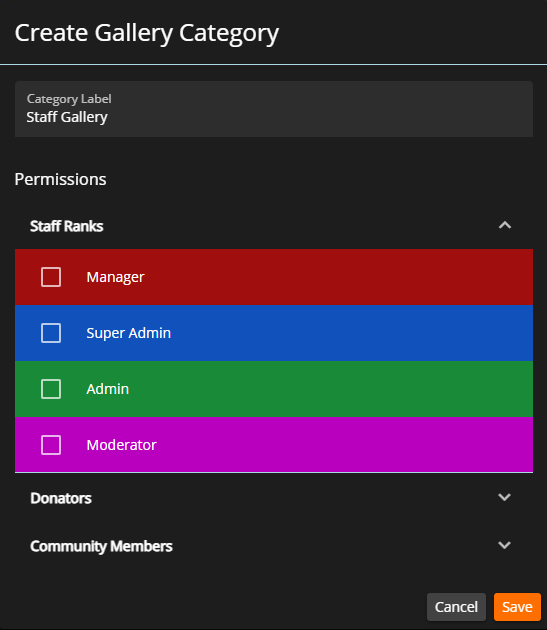 Create Gallery Category
Category Label
Staff Gallery
Permissions
Staff Ranks
Manager
Super Admin
Admin
Moderator
Donators
Community Members
Cancel Save